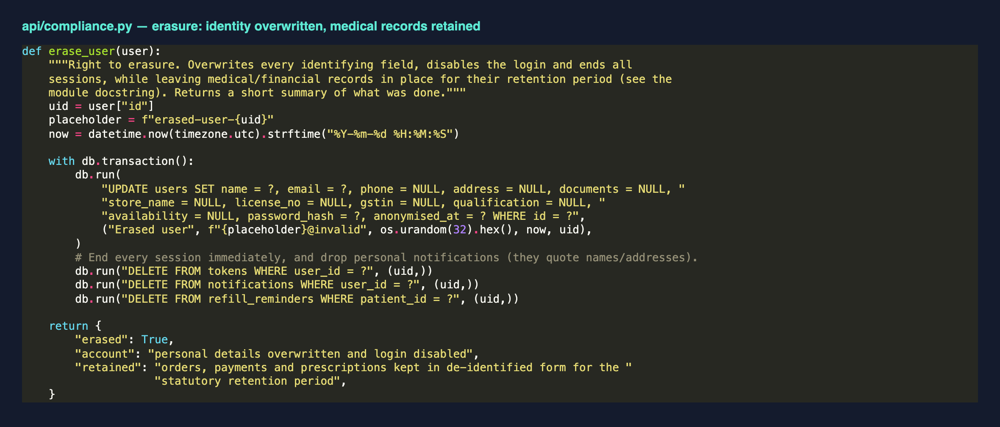 api/compliance.py — erasure: identity overwritten, medical records retained
def erase_user(user):
    """Right to erasure. Overwrites every identifying field, disables the login and ends all
    sessions, while leaving medical/financial records in place for their retention period (see the
    module docstring). Returns a short summary of what was done."""
    uid = user["id"]
    placeholder = f"erased-user-{uid}"
    now = datetime.now(timezone.utc).strftime("%Y-%m-%d %H:%M:%S")

    with db.transaction():
        db.run(
            "UPDATE users SET name = ?, email = ?, phone = NULL, address = NULL, documents = NULL, "
            "store_name = NULL, license_no = NULL, gstin = NULL, qualification = NULL, "
            "availability = NULL, password_hash = ?, anonymised_at = ? WHERE id = ?",
            ("Erased user", f"{placeholder}@invalid", os.urandom(32).hex(), now, uid),
        )
        # End every session immediately, and drop personal notifications (they quote names/addresses).
        db.run("DELETE FROM tokens WHERE user_id = ?", (uid,))
        db.run("DELETE FROM notifications WHERE user_id = ?", (uid,))
        db.run("DELETE FROM refill_reminders WHERE patient_id = ?", (uid,))

    return {
        "erased": True,
        "account": "personal details overwritten and login disabled",
        "retained": "orders, payments and prescriptions kept in de-identified form for the "
                    "statutory retention period",
    }